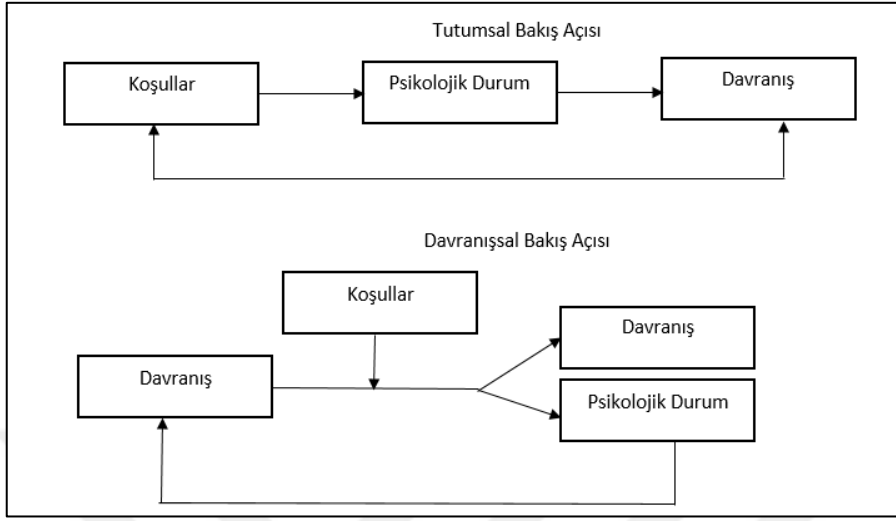 Tutumsal Bakış Açısı
Koşullar
Psikolojik Durum
Davranış
Davranışsal Bakış Açısı
Koşullar
Davranış
Davranış
Psikolojik Durum